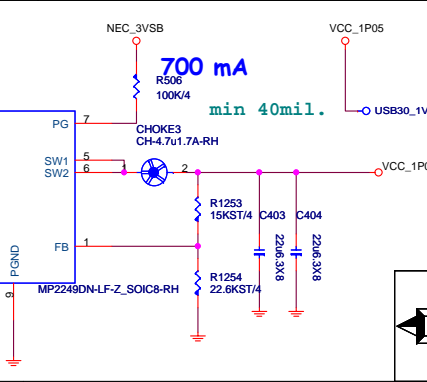 NEC_3VSB
VCC_1P05
700 mA
R506
100K/4
min 40mil.
USB30_1V
PG
7
CHOKE3
CH-4.7u1.7A-RH
SW1
5
SW2
6
1
2
VCC_1P0
R1253
15KST/4
C403
C404
22u6.3X8
22u6.3X8
FB
1
PGND
R1254
22.6KST/4
MP2249DN-LF-Z_SOIC8-RH
9